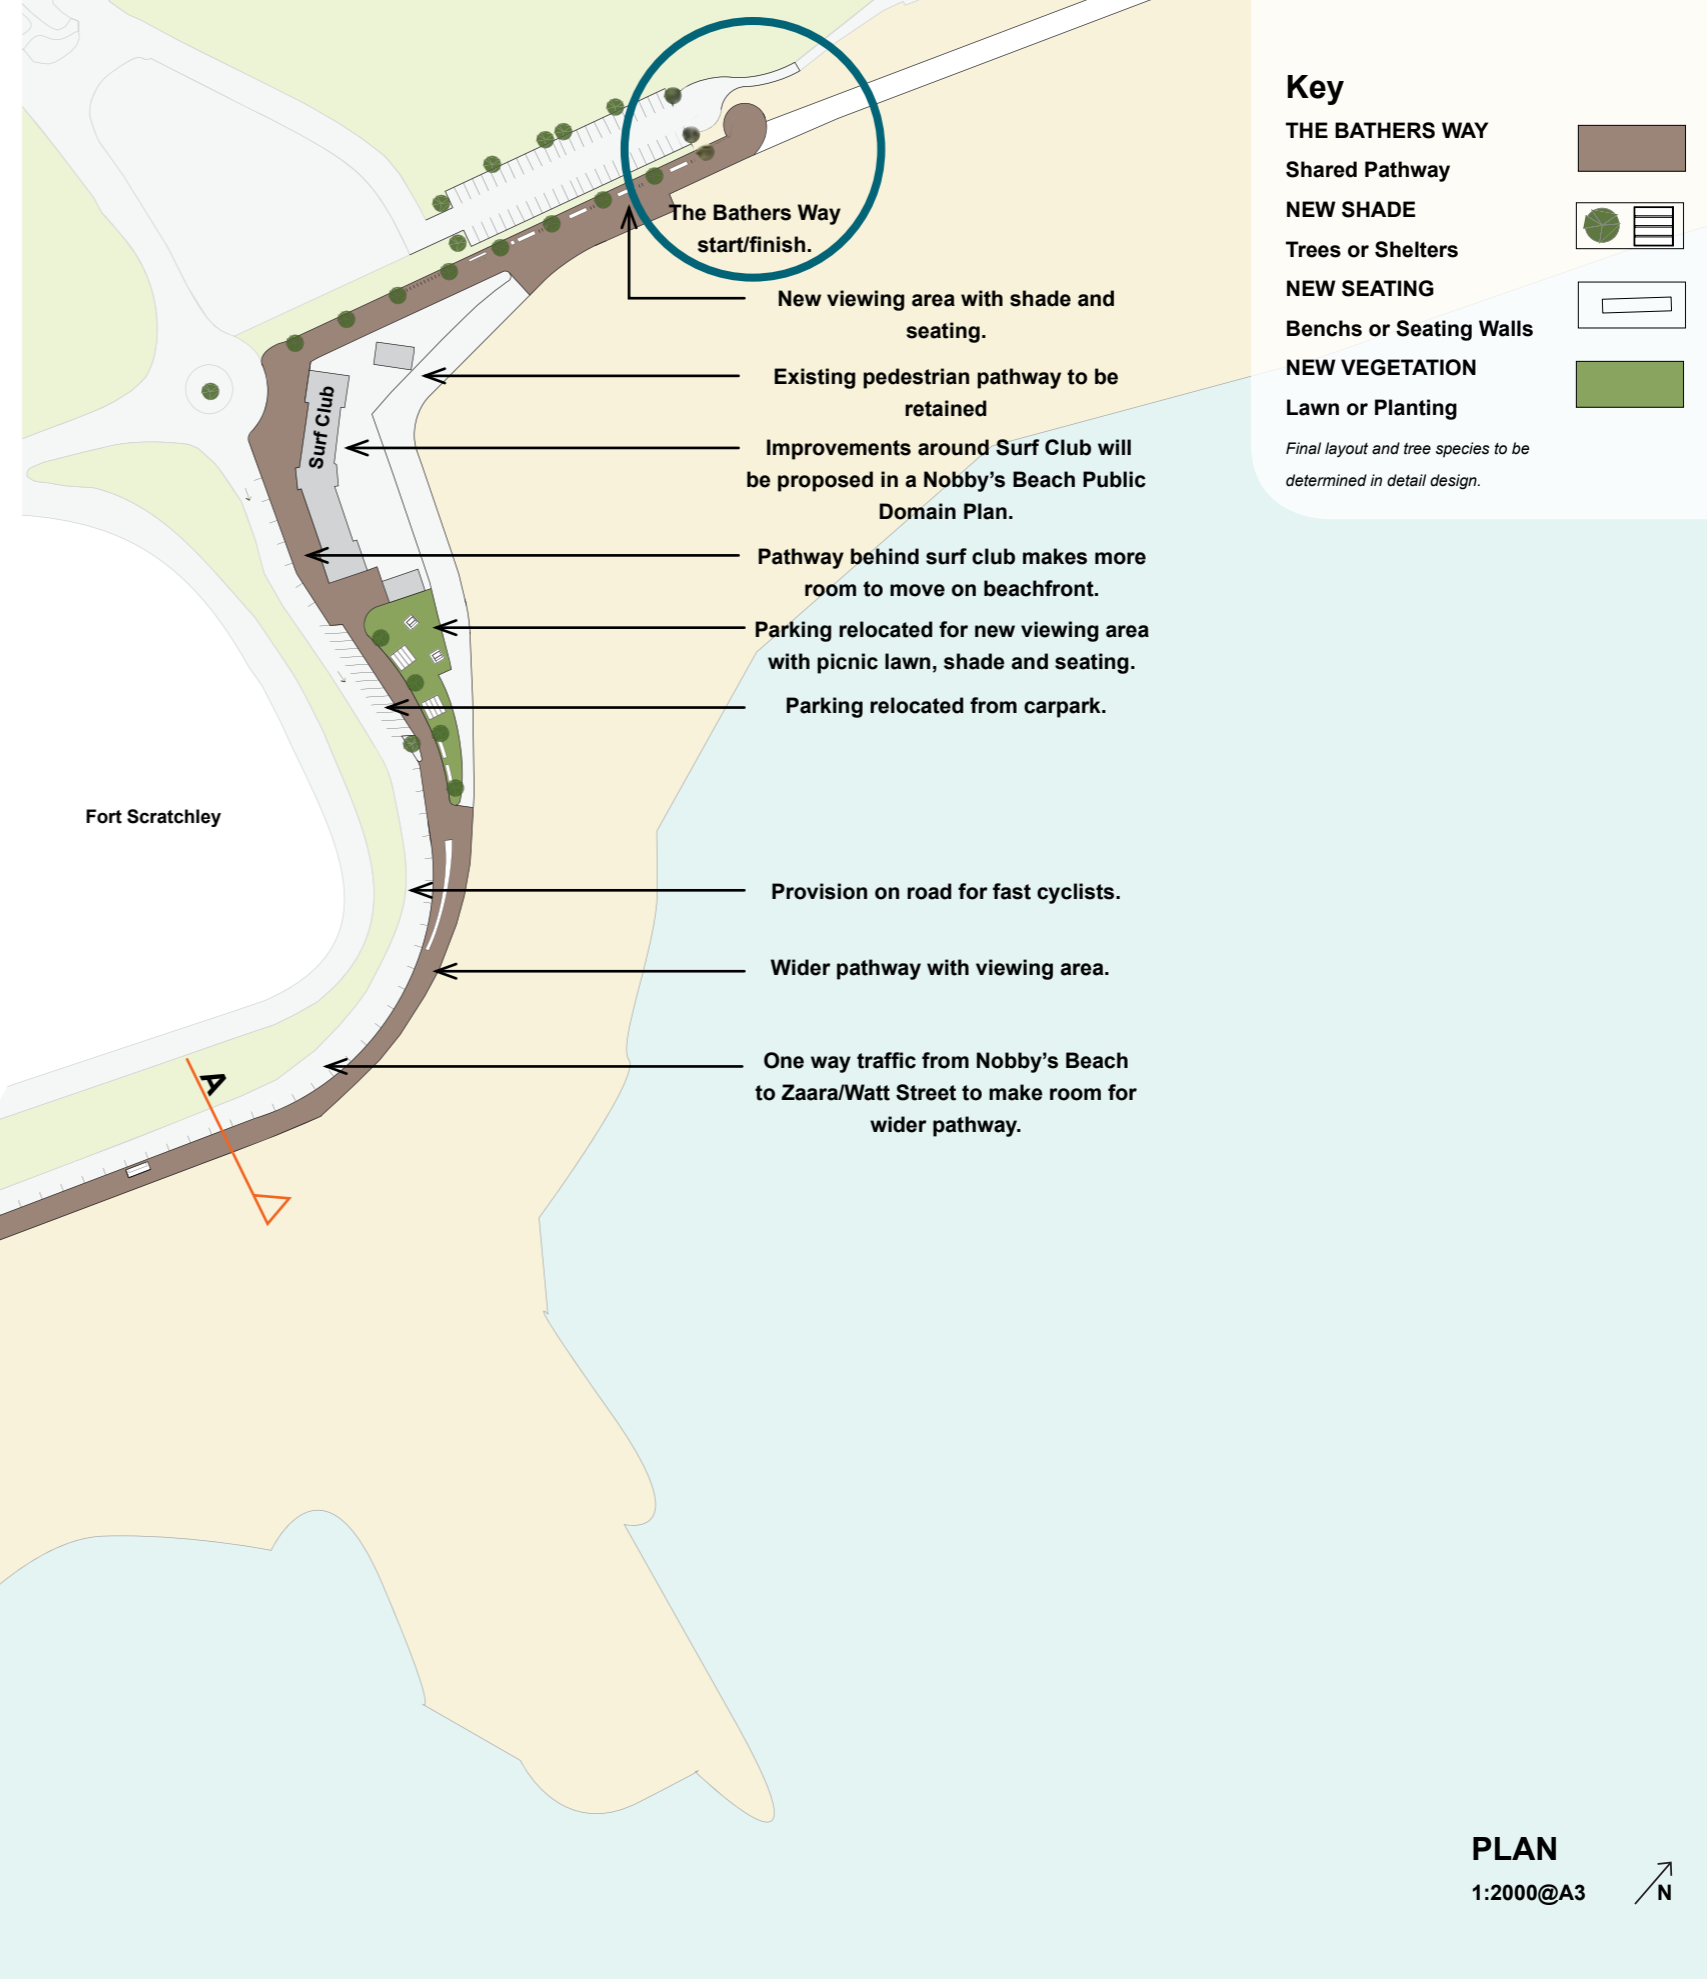 Key
THE BATHERS WAY
Shared Pathway
NEW SHADE
Trees or Shelters
NEW SEATING
Benchs or Seating Walls
NEW VEGETATION
Lawn or Planting
Final layout and tree species to be
determined in detail design.
The Bathers Way
start/finish.
New viewing area with shade and
seating.
Existing pedestrian pathway to be
retained
Surf Club
Improvements around Surf Club will
be proposed in a Nobby's Beach Public
Domain Plan.
Pathway behind surf club makes more
room to move on beachfront.
Parking relocated for new viewing area
with picnic lawn, shade and seating.
Parking relocated from carpark.
Fort Scratchley
Provision on road for fast cyclists.
Wider pathway with viewing area.
One way traffic from Nobby's Beach
to Zaara/Watt Street to make room for
wider pathway.
A
PLAN
1:2000@A3
N